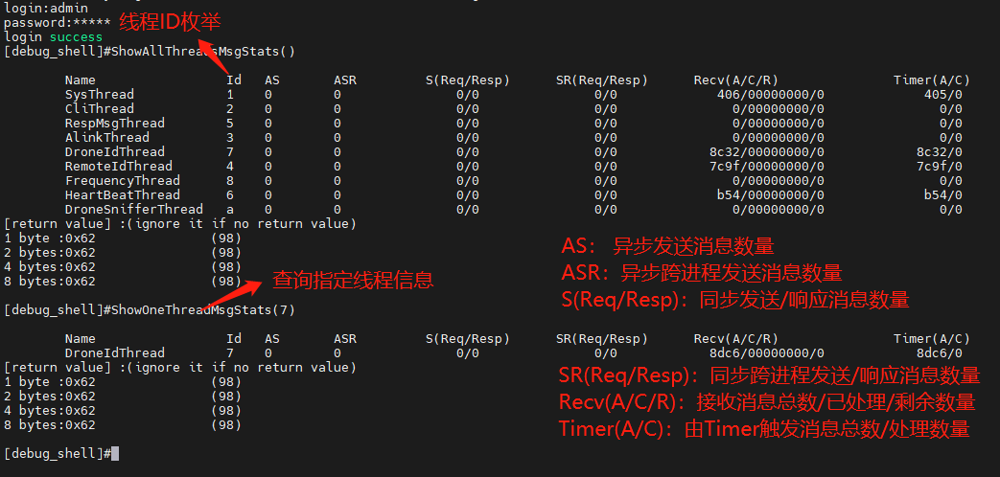 login:admin
password:***** 线程ID枚举
login success
[debug_shell]#ShowAllThreadsMsgStats()
Name Id AS ASR S(Req/Resp) SR(Req/Resp) Recv(A/C/R) Timer(A/C)
SysThread 1 0 0 0/0 0/0 406/00000000/0 405/0
CliThread 2 0 0 0/0 0/0 0/00000000/0 0/0
RespMsgThread 5 0 0 0/0 0/0 0/00000000/0 0/0
AlinkThread 3 0 0 0/0 0/0 0/00000000/0 0/0
DroneIdThread 7 0 0 0/0 0/0 8c32/00000000/0 8c32/0
RemoteIdThread 4 0 0 0/0 0/0 7c9f/00000000/0 7c9f/0
FrequencyThread 8 0 0 0/0 0/0 0/00000000/0 0/0
HeartBeatThread 6 0 0 0/0 0/0 b54/00000000/0 b54/0
DroneSnifferThread a 0 0 0/0 0/0 0/00000000/0 0/0
[return value] :(ignore it if no return value)
1 byte :0x62 (98)
2 bytes:0x62 (98)
4 bytes:0x62 (98)
8 bytes:0x62 (98)
AS： 异步发送消息数量
ASR：异步跨进程发送消息数量
S(Req/Resp)：同步发送/响应消息数量
查询指定线程信息
[debug_shell]#ShowOneThreadMsgStats(7)
Name Id AS ASR S(Req/Resp) SR(Req/Resp) Recv(A/C/R) Timer(A/C)
DroneIdThread 7 0 0 0/0 0/0 8dc6/00000000/0 8dc6/0
[return value] :(ignore it if no return value)
1 byte :0x62 (98)
2 bytes:0x62 (98)
4 bytes:0x62 (98)
8 bytes:0x62 (98)
SR(Req/Resp)：同步跨进程发送/响应消息数量
Recv(A/C/R)：接收消息总数/已处理/剩余数量
Timer(A/C)：由Timer触发消息总数/处理数量
[debug_shell]#